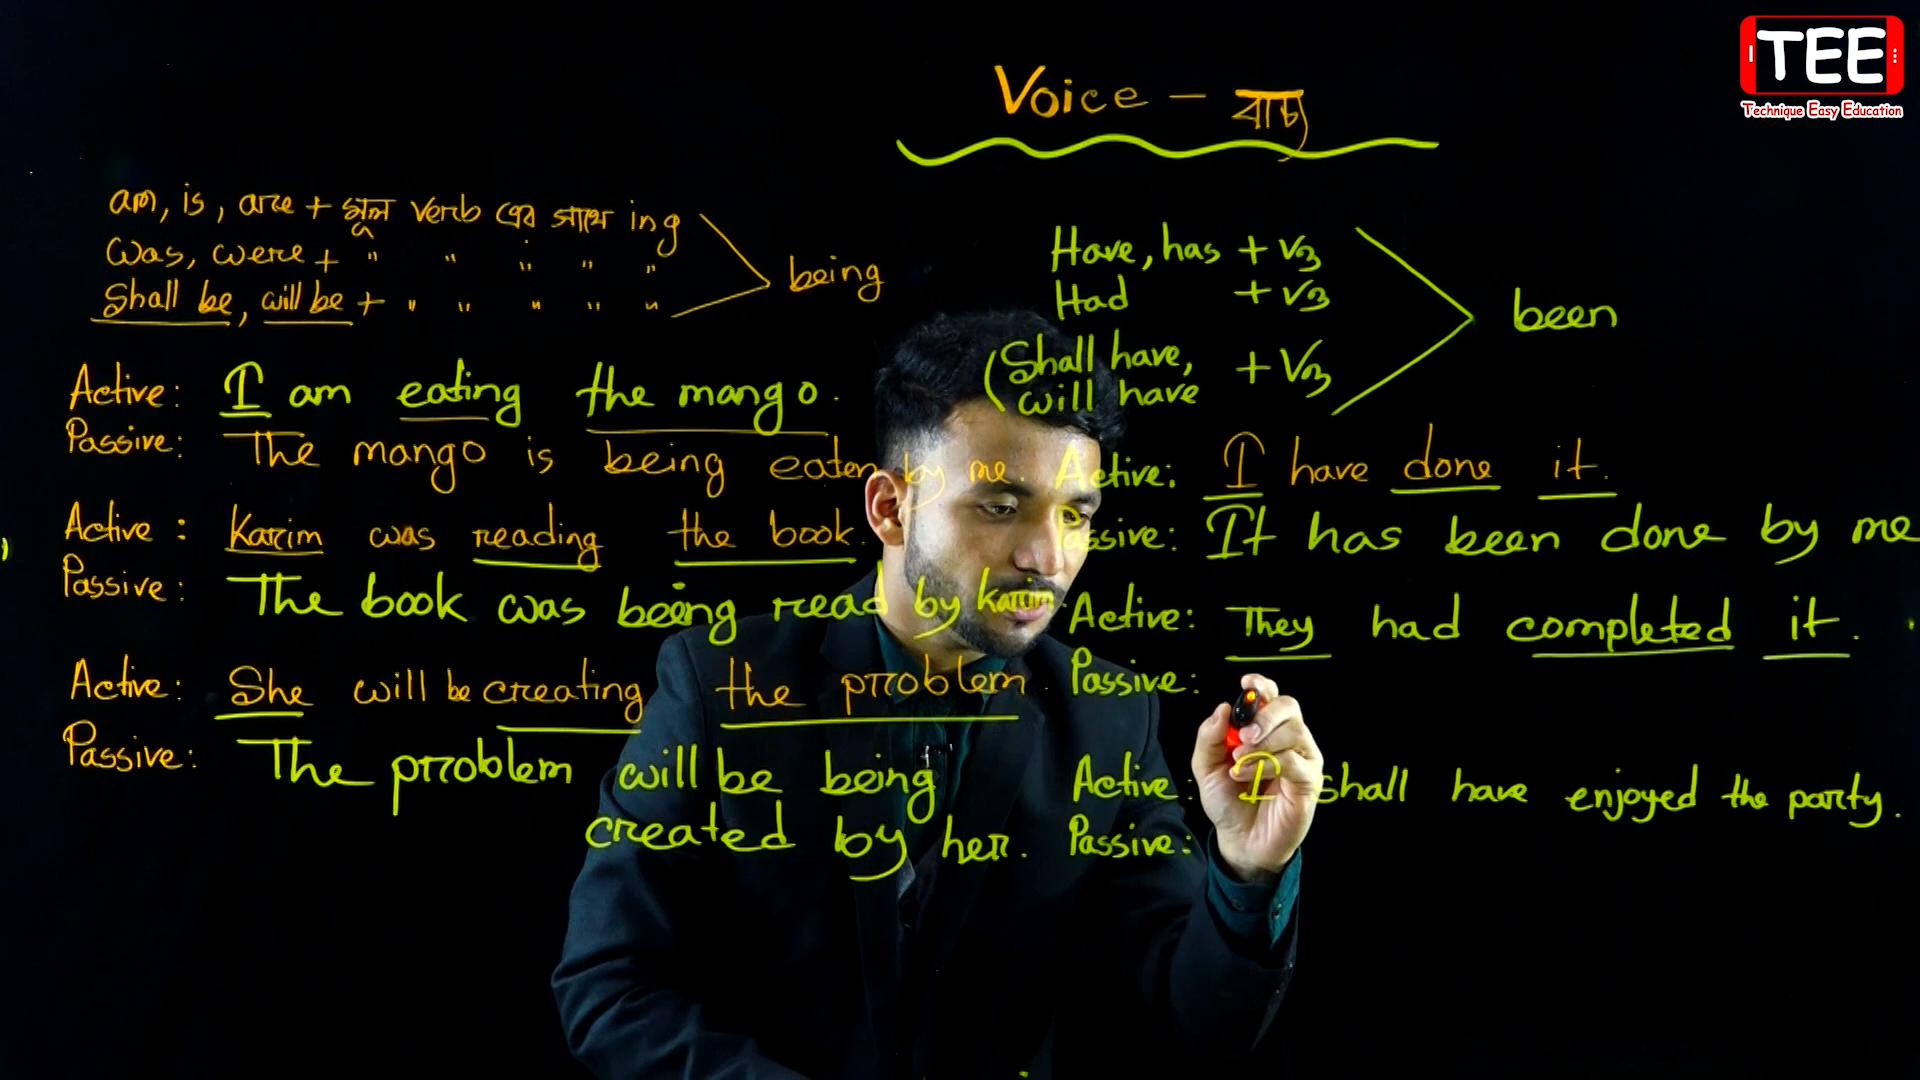 TEE
Technique Easy Education
Voice – বাচ্য
am, is, are + মূল verb এর সাথে ing
was, were + " " " " "
Shall be, will be + " " " " "
being
Active: I am eating the mango.
Passive: The mango is being eaten by me.
Active: Karim was reading the book.
Passive: The book was being read by Karim.
Active: She will be creating the problem.
Passive: The problem will be being
created by her.
Have, has + V3
Had + V3
(Shall have,
will have + V3
been
Active: I have done it.
Passive: It has been done by me
Active: They had completed it.
Passive:
Active: I shall have enjoyed the party.
Passive: